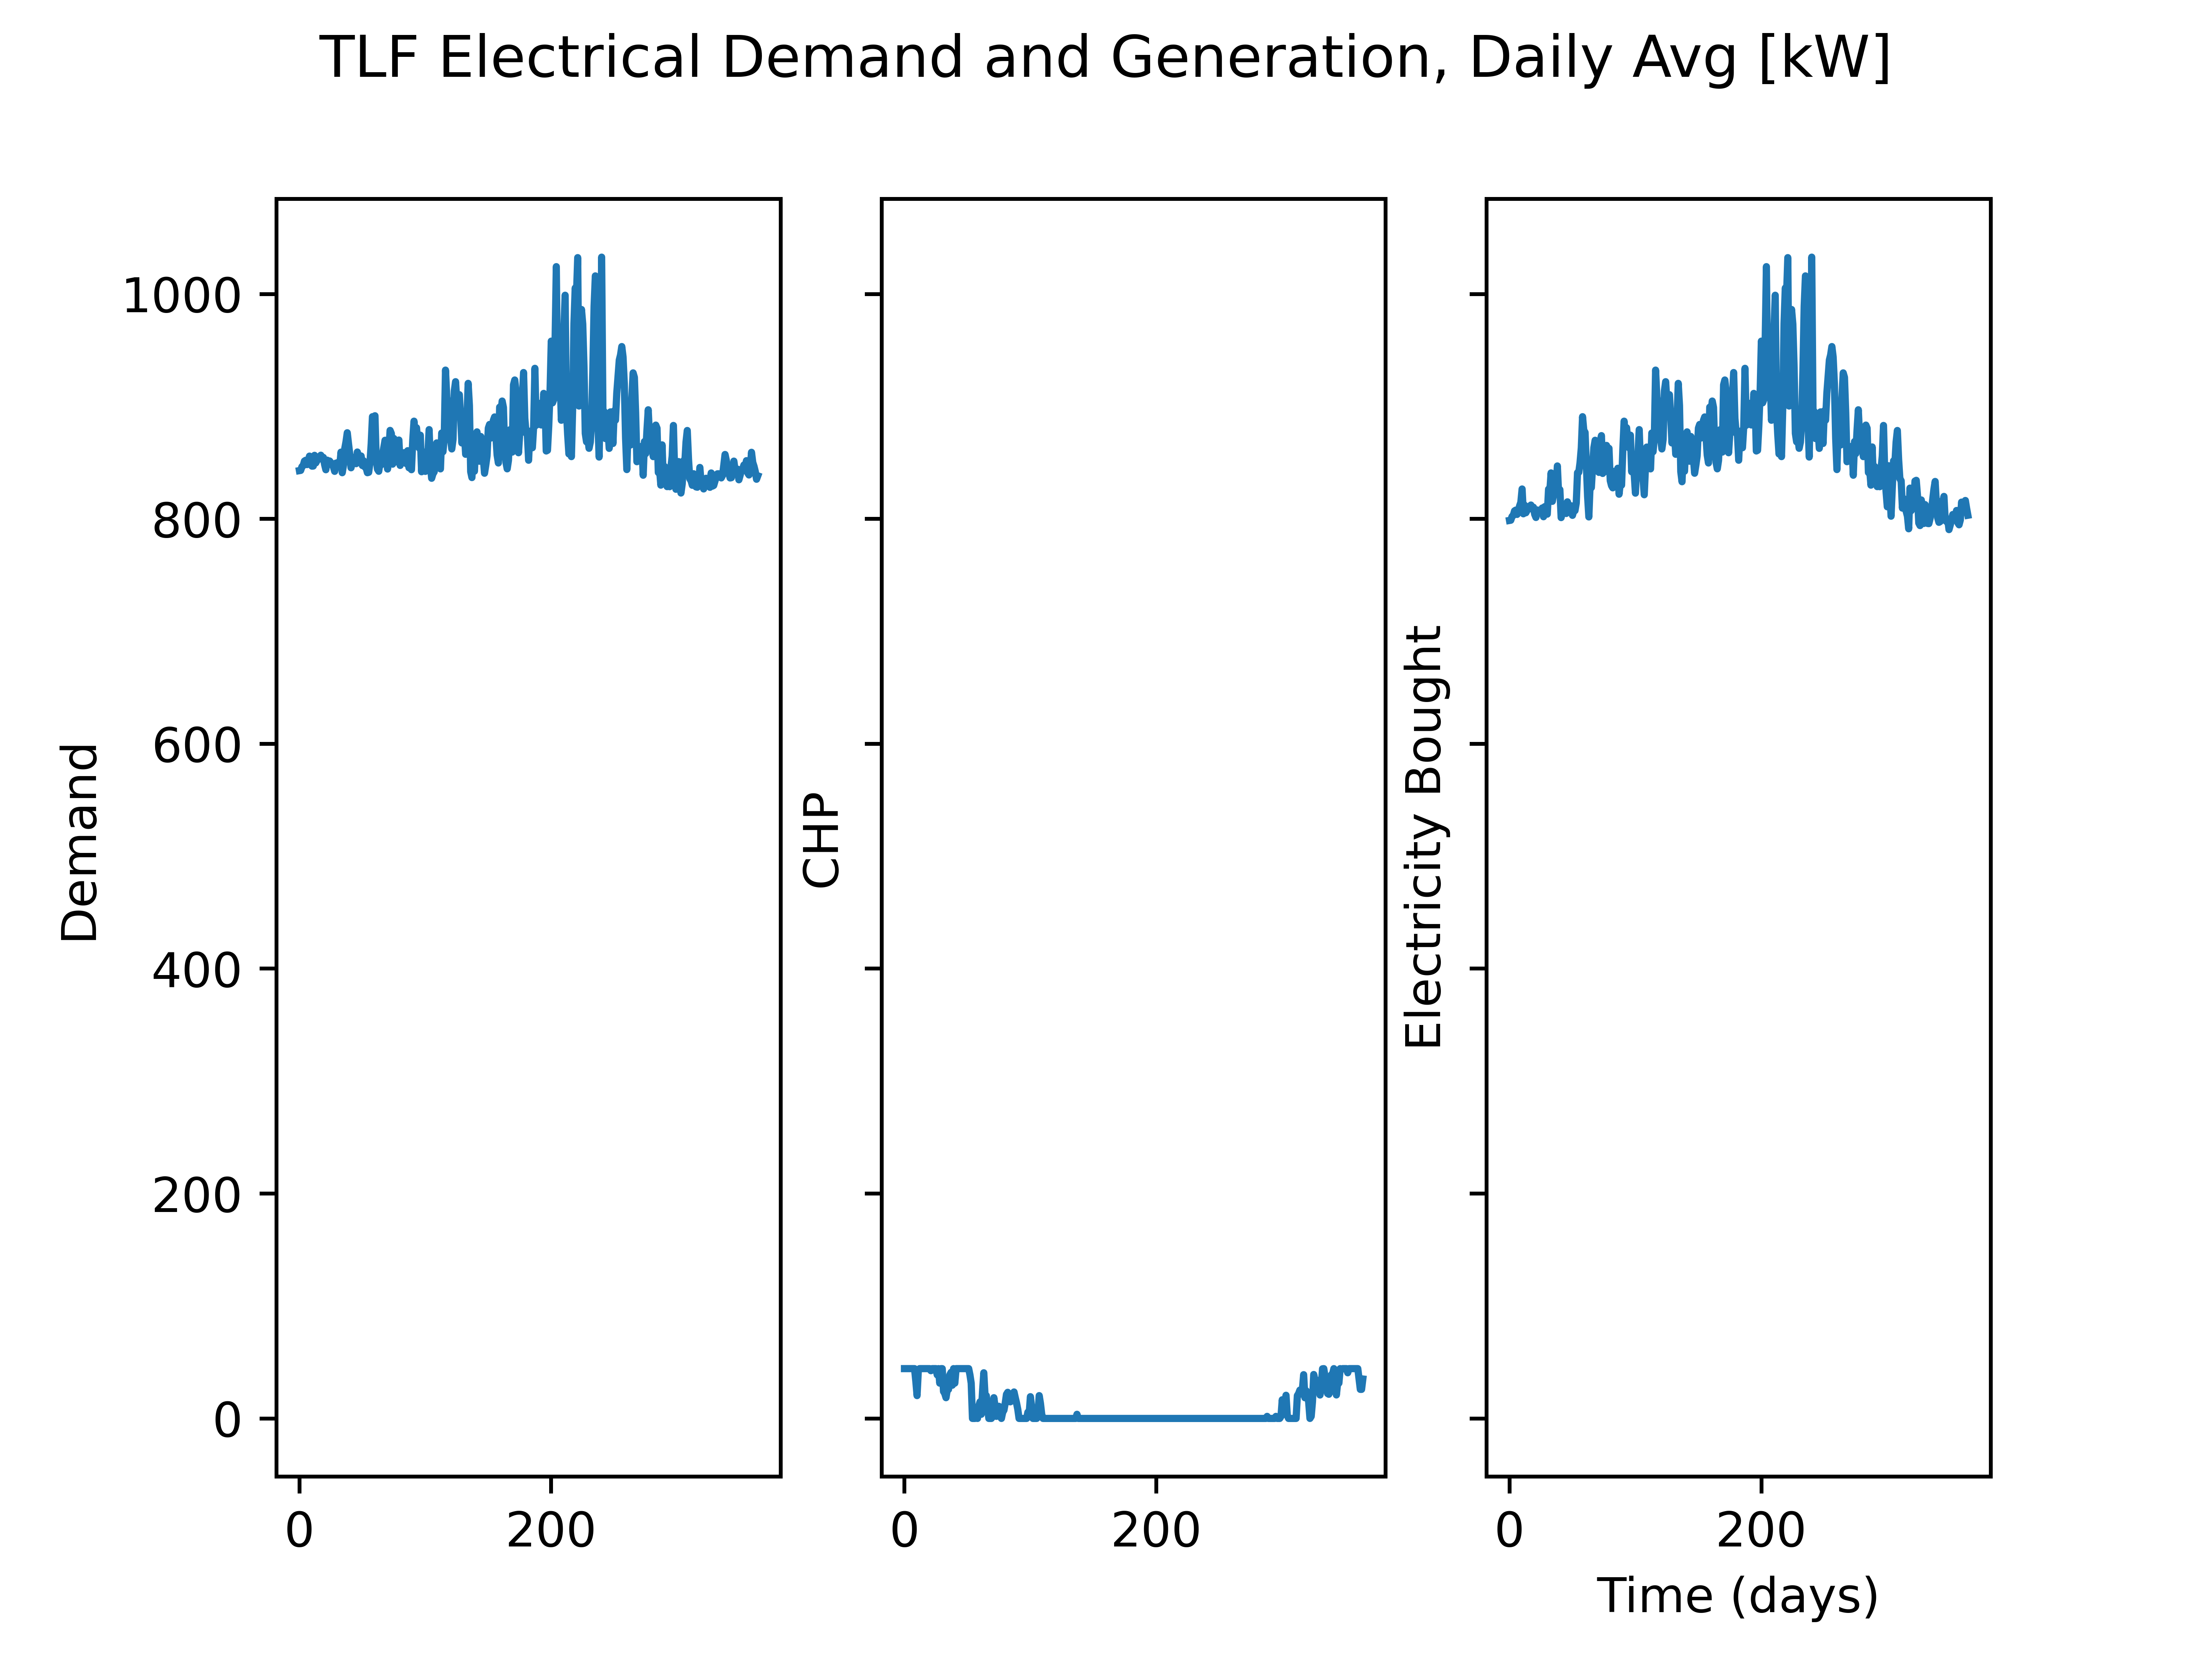 TLF Electrical Demand and Generation, Daily Avg [kW]
Demand
1000
800
600
400
200
0
0 200
CHP
0 200
Electricity Bought
0 200
Time (days)